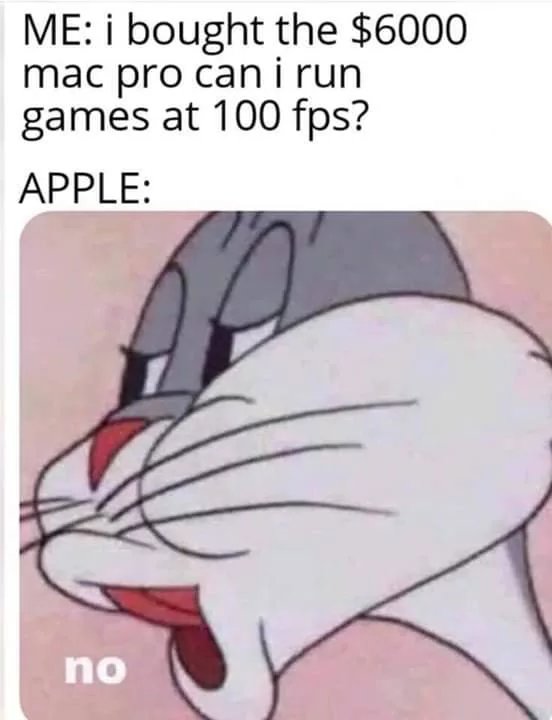 ME: i bought the $6000
mac pro can i run
games at 100 fps?
APPLE:
no